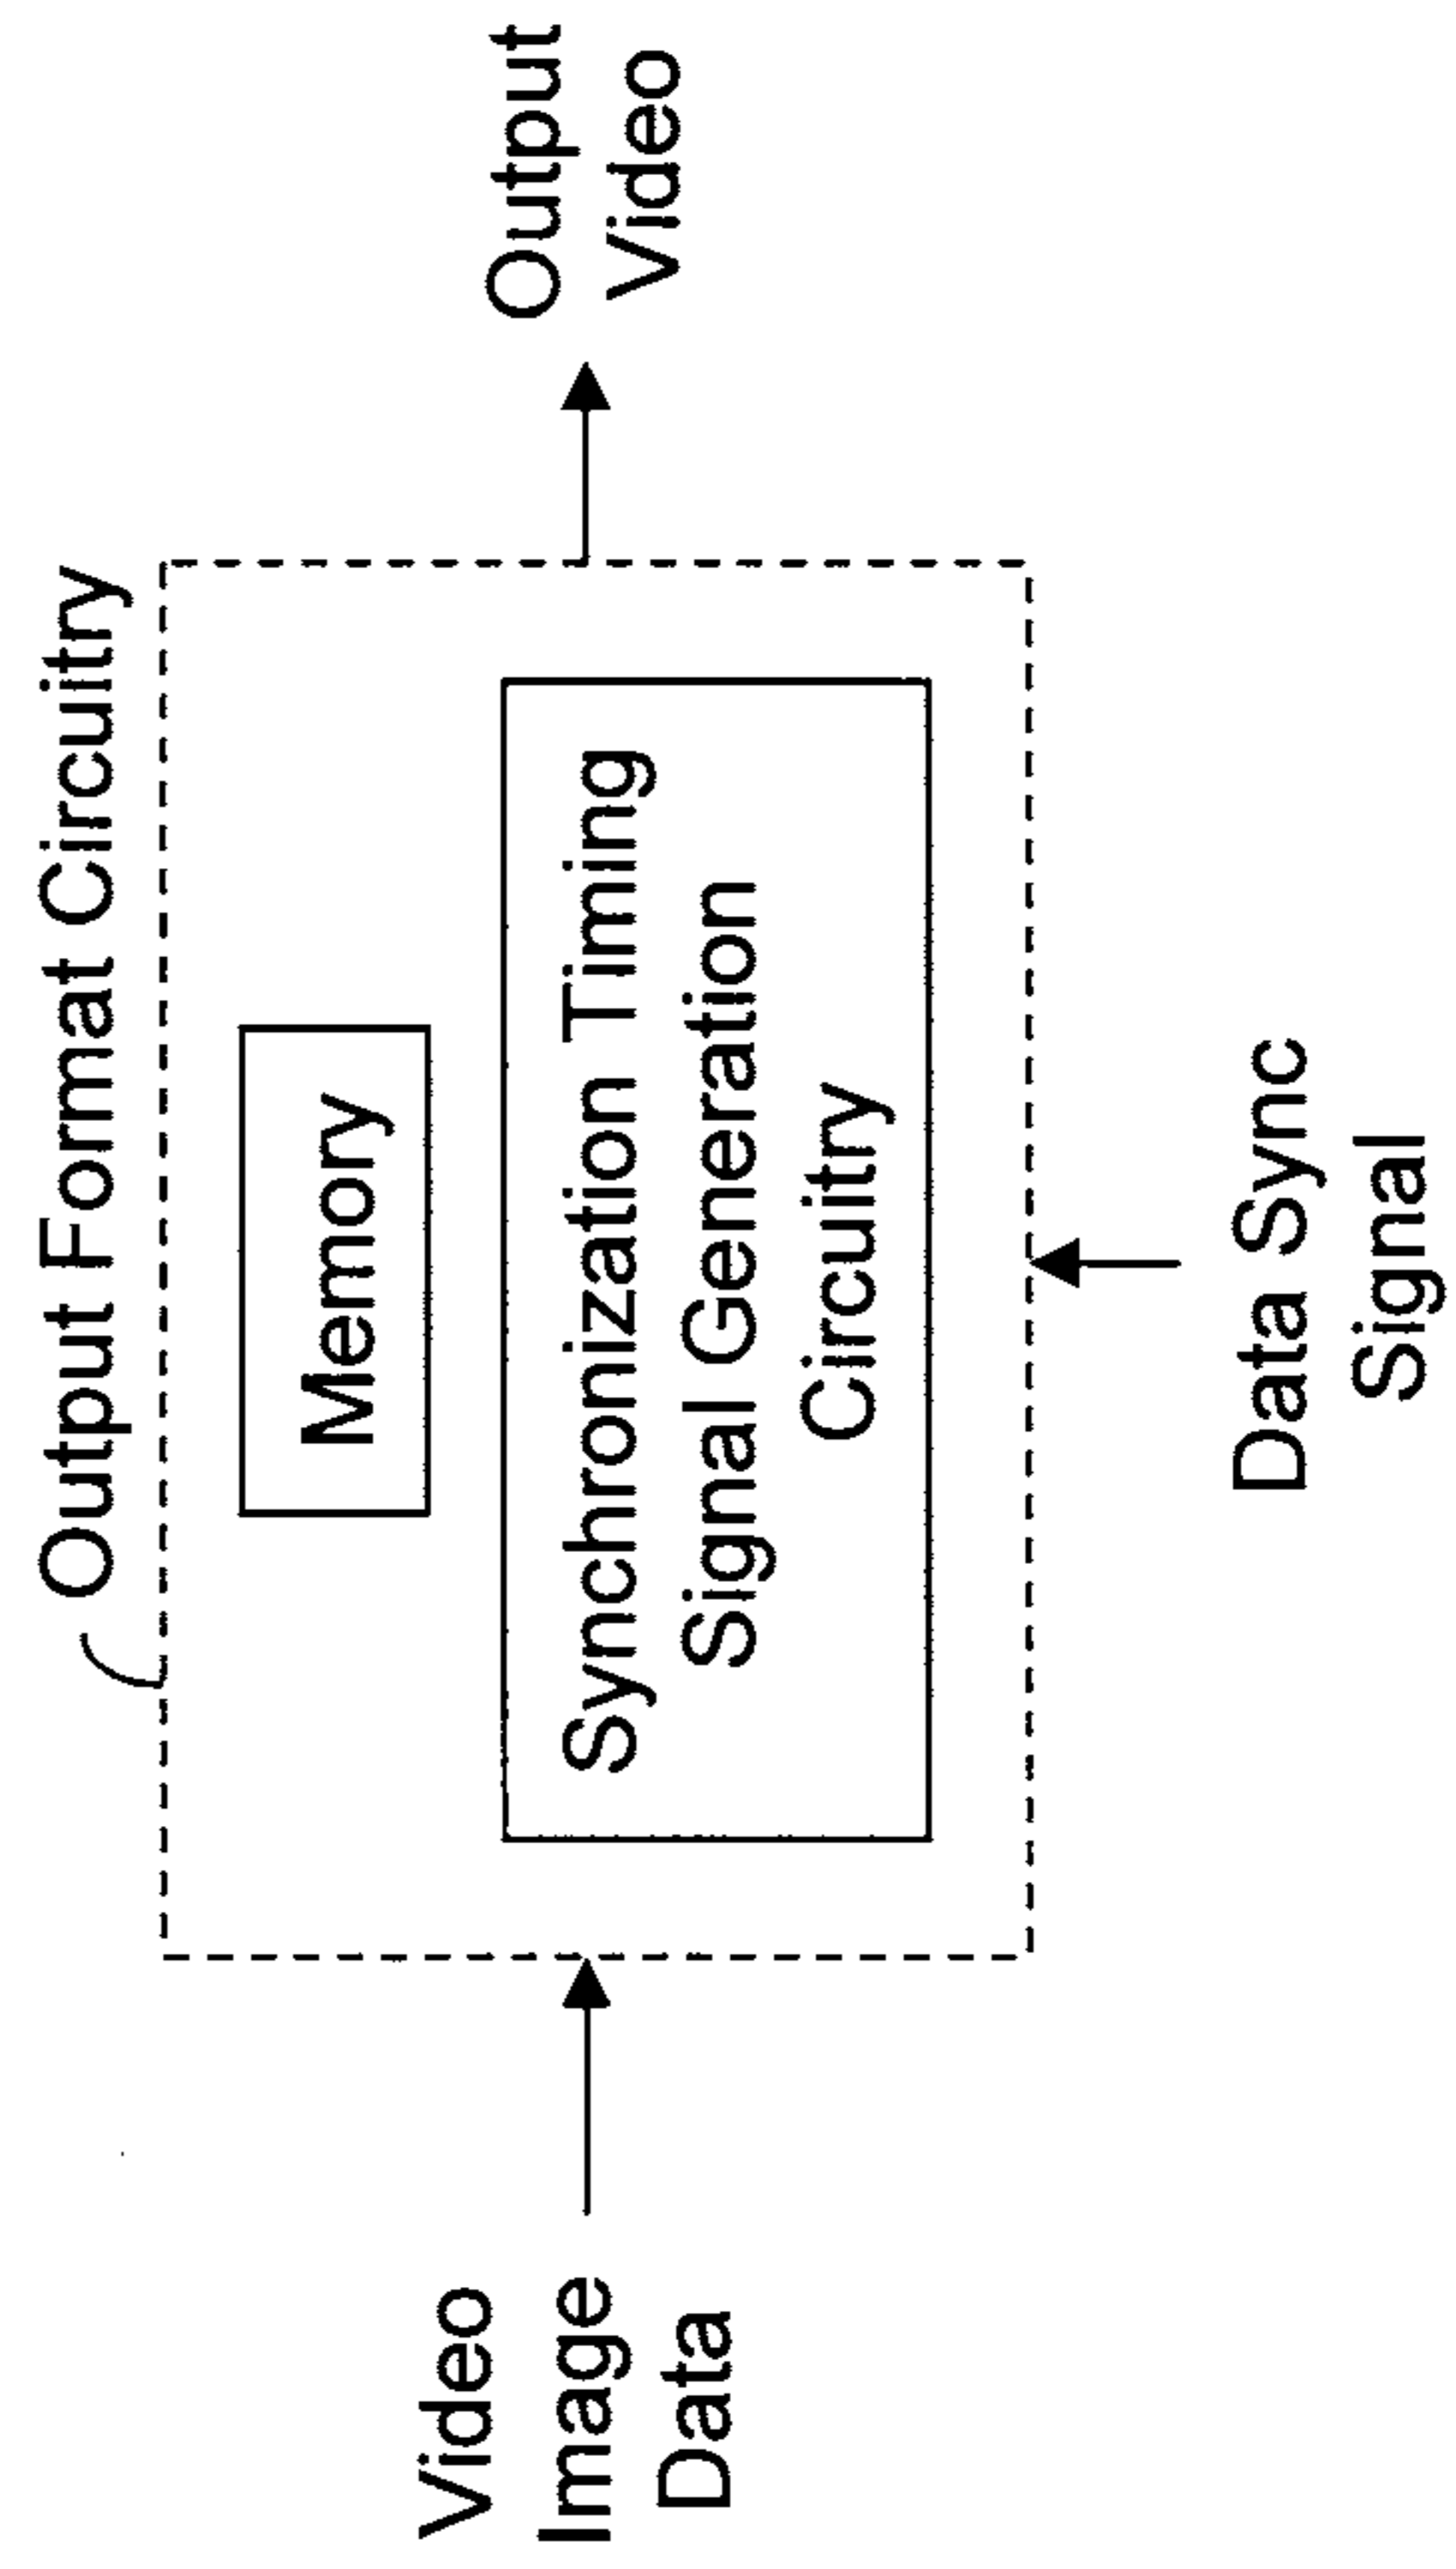 Output Format Circuitry
Memory
Synchronization Timing
Signal Generation
Circuitry
Video
Image
Data
Output
Video
Data Sync
Signal